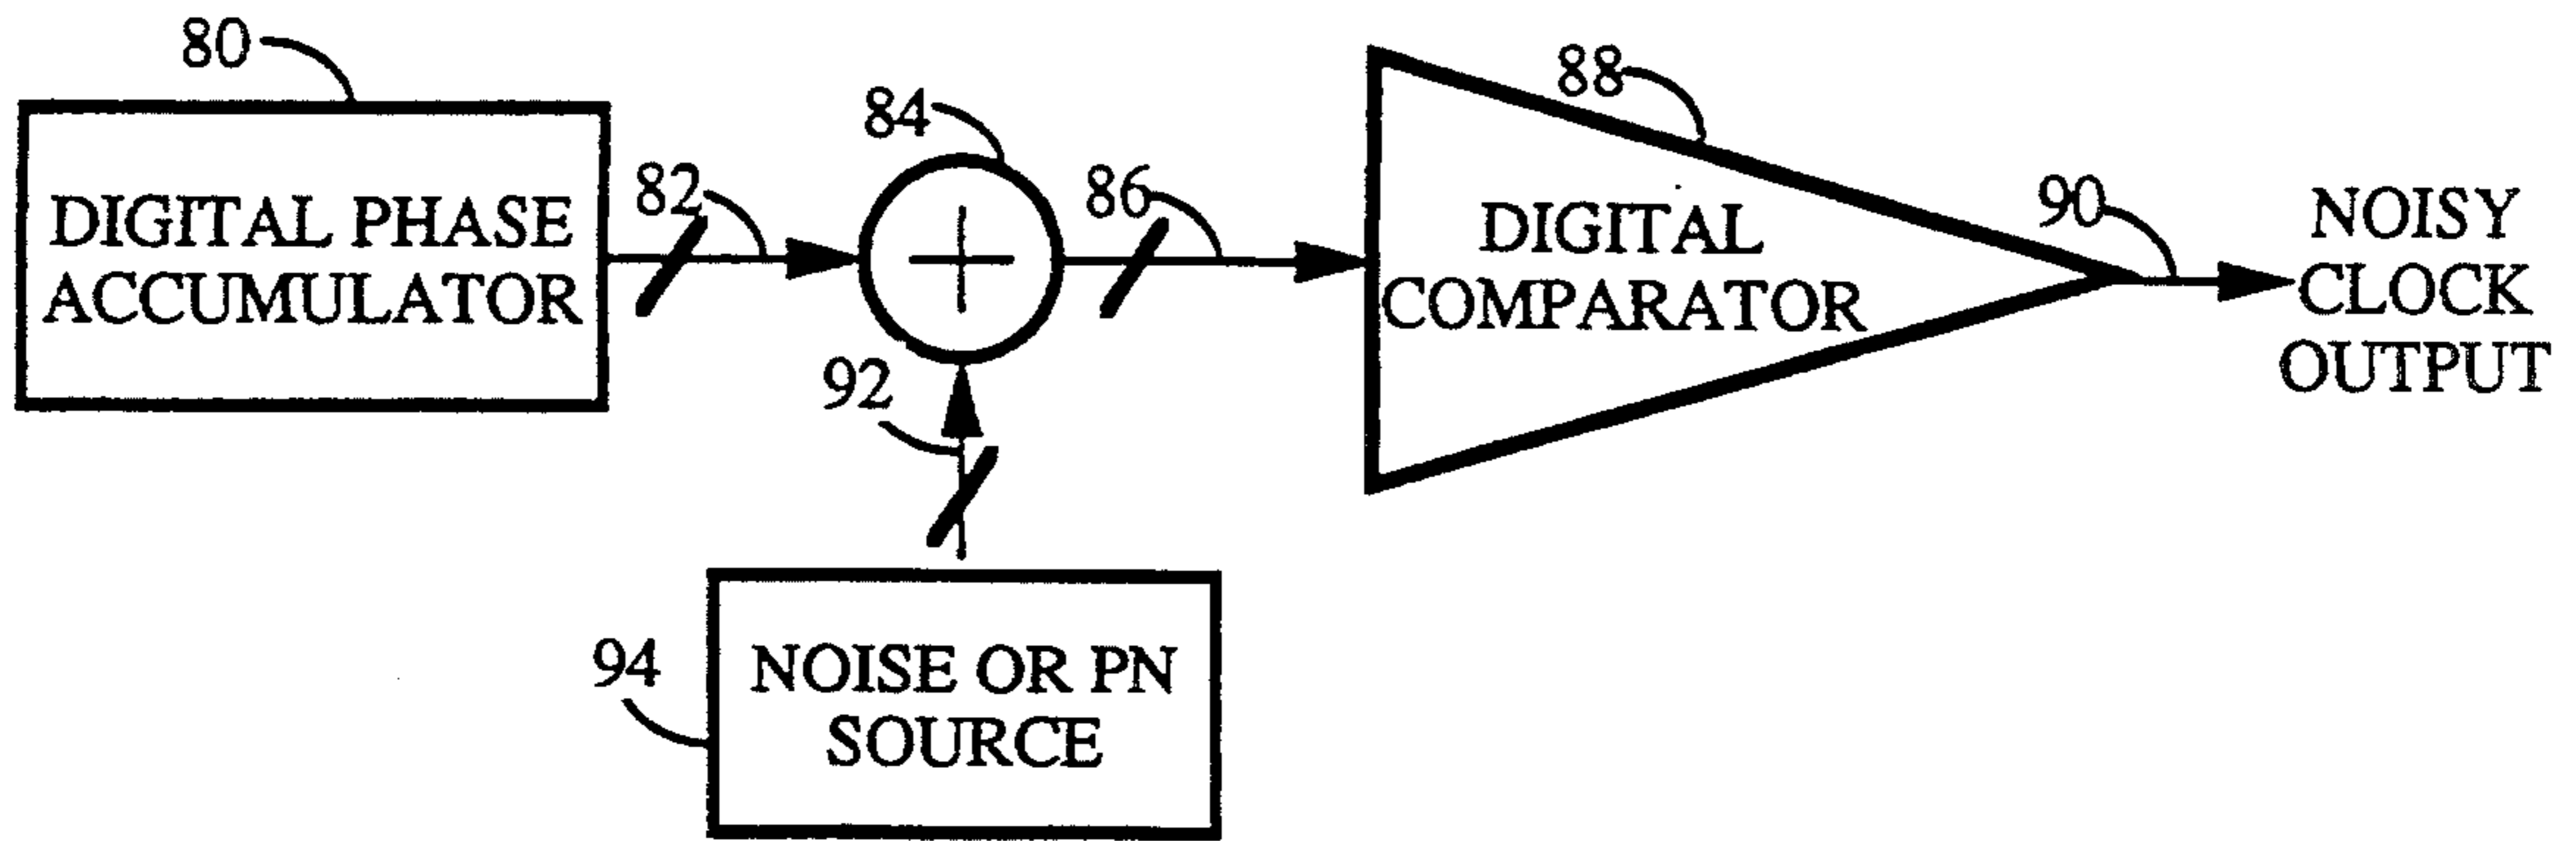 80
DIGITAL PHASE
ACCUMULATOR
82
84
86
88
DIGITAL
COMPARATOR
90
NOISY
CLOCK
OUTPUT
92
94
NOISE OR PN
SOURCE